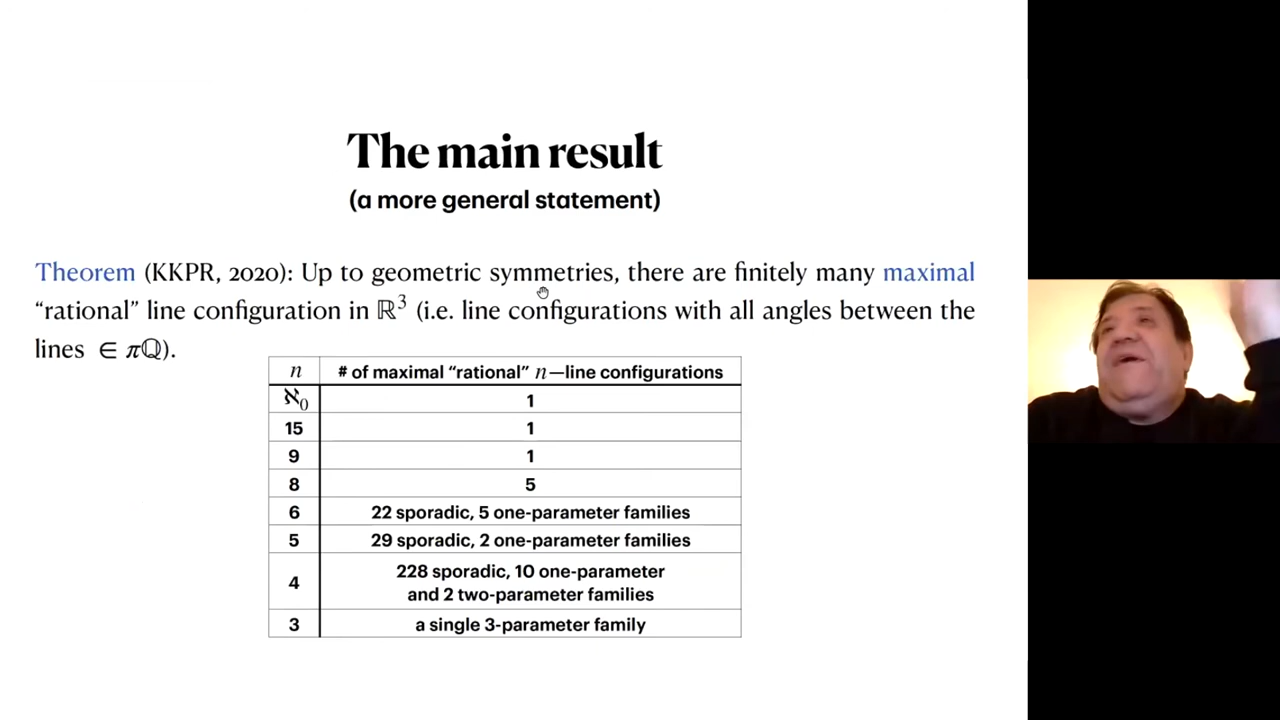 The main result
(a more general statement)
Theorem (KKPR, 2020): Up to geometric symmetries, there are finitely many maximal
“rational” line configuration in ℝ³ (i.e. line configurations with all angles between the
lines ∈ πℚ).
n # of maximal “rational” n—line configurations
ℵ₀ 1
15 1
9 1
8 5
6 22 sporadic, 5 one-parameter families
5 29 sporadic, 2 one-parameter families
4 228 sporadic, 10 one-parameter
and 2 two-parameter families
3 a single 3-parameter family